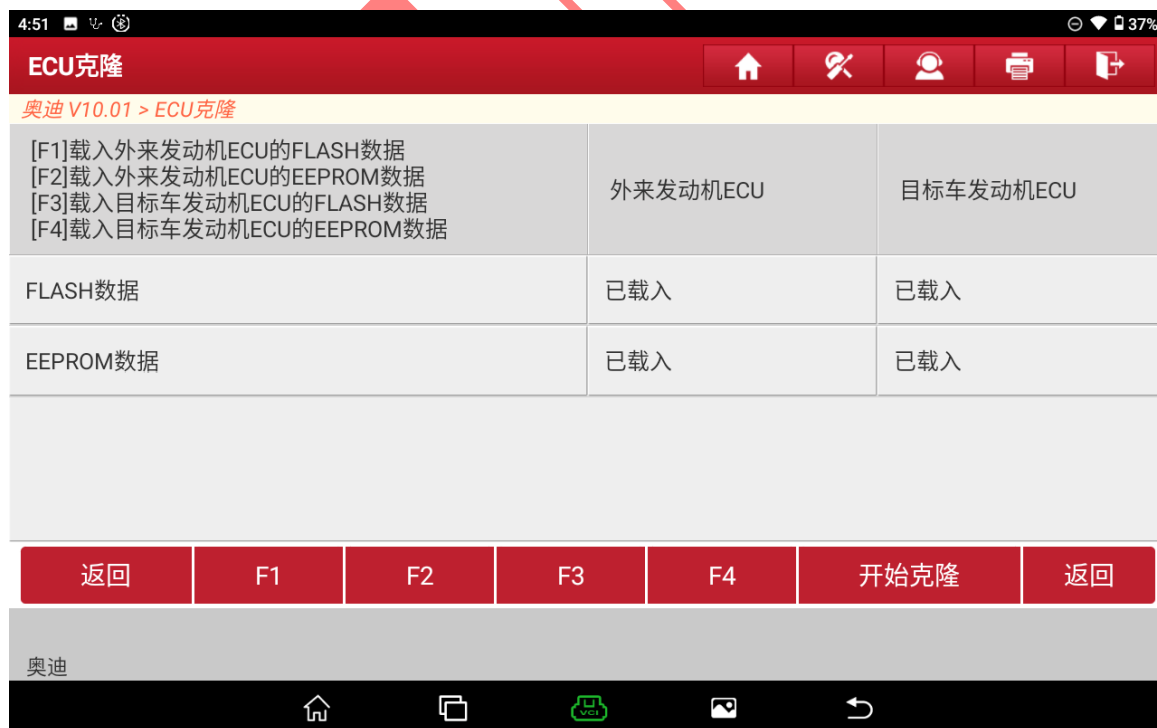 4:51
37%
ECU克隆
奥迪 V10.01 > ECU克隆
[F1]载入外来发动机ECU的FLASH数据
[F2]载入外来发动机ECU的EEPROM数据
[F3]载入目标车发动机ECU的FLASH数据
[F4]载入目标车发动机ECU的EEPROM数据
外来发动机ECU
目标车发动机ECU
FLASH数据
已载入
已载入
EEPROM数据
已载入
已载入
返回
F1
F2
F3
F4
开始克隆
返回
奥迪
VCI